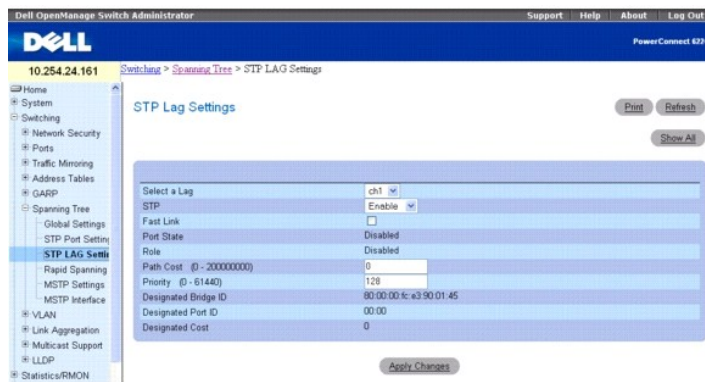 Dell OpenManage Switch Administrator Support Help About Log Out
DELL
PowerConnect 622
10.254.24.161
Switching > Spanning Tree > STP LAG Settings
Home
System
Switching
Network Security
Ports
Traffic Mirroring
Address Tables
GARP
Spanning Tree
Global Settings
STP Port Settin
STP LAG Settin
Rapid Spanning
MSTP Settings
MSTP Interface
VLAN
Link Aggregation
Multicast Support
LLDP
Statistics/RMON
STP Lag Settings
Print Refresh
Show All
Select a Lag ch1
STP Enable
Fast Link
Port State Disabled
Role Disabled
Path Cost (0 - 200000000) 0
Priority (0 - 61440) 128
Designated Bridge ID 80:00:00:fc:e3:90:01:45
Designated Port ID 00:00
Designated Cost 0
Apply Changes